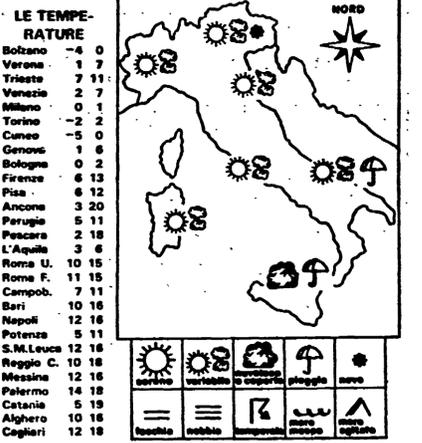 LE TEMPE-
RATURE
Bolzano -4 0
Verona 1 7
Trieste 7 11
Venezia 2 7
Milano 0 1
Torino -2 2
Cuneo -5 0
Genova 1 6
Bologna 0 2
Firenze 6 13
Pisa 6 12
Ancona 3 20
Perugia 5 11
Pescara 2 18
L'Aquila 3 6
Roma U. 10 15
Roma F. 11 15
Campob. 7 11
Bari 10 16
Napoli 12 16
Potenza 5 11
S.M.Leuca 12 16
Reggio C. 10 18
Messina 12 16
Palermo 14 18
Catania 5 19
Alghero 10 16
Cagliari 12 18
NORD
sereno variabile nuvoloso o coperto pioggia neve
foschia nebbia temporale mare mosso mare agitato